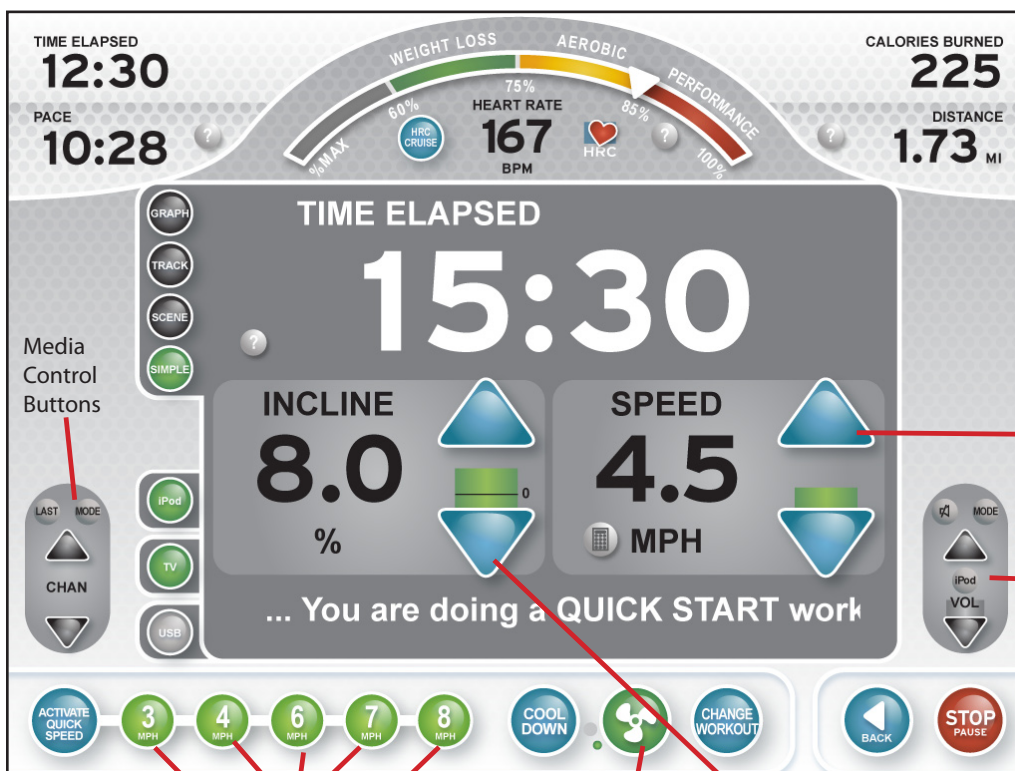 TIME ELAPSED
12:30
PACE
10:28
?
WEIGHT LOSS
AEROBIC
PERFORMANCE
%MAX
60%
75%
85%
100%
HRC
CRUISE
HEART RATE
167
BPM
HRC
?
CALORIES BURNED
225
?
DISTANCE
1.73 MI
GRAPH
TRACK
SCENE
SIMPLE
TIME ELAPSED
15:30
?
INCLINE
8.0
%
0
SPEED
4.5
MPH
... You are doing a QUICK START work
Media
Control
Buttons
LAST MODE
CHAN
iPod
TV
USB
MODE
iPod
VOL
ACTIVATE
QUICK
SPEED
3
MPH
4
MPH
6
MPH
7
MPH
8
MPH
COOL
DOWN
CHANGE
WORKOUT
BACK
STOP
PAUSE